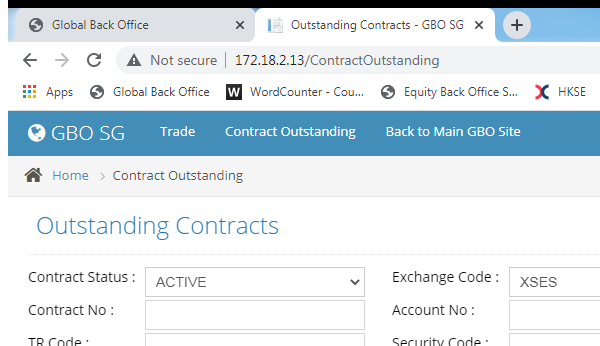 Global Back Office
Outstanding Contracts - GBO SG
Not secure
172.18.2.13/ContractOutstanding
Apps
Global Back Office
W WordCounter - Cou...
Equity Back Office S...
HKSE
GBO SG
Trade
Contract Outstanding
Back to Main GBO Site
Home > Contract Outstanding
Outstanding Contracts
Contract Status : ACTIVE
Exchange Code : XSES
Contract No :
Account No :
TR Code :
Security Code :